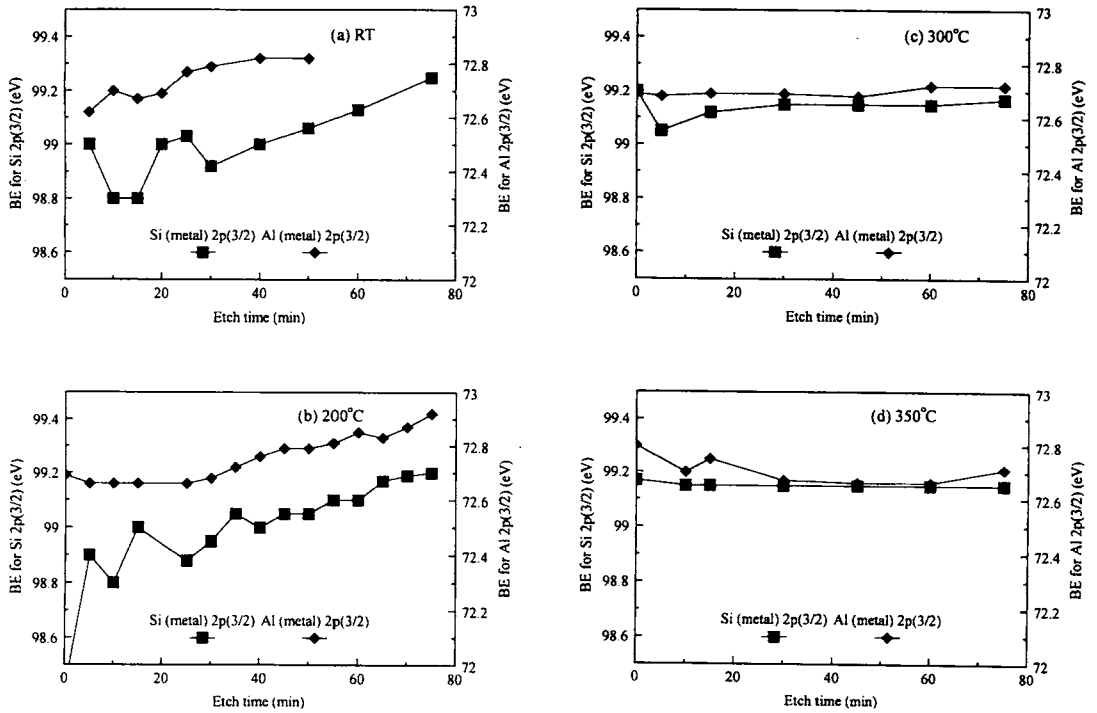 (a) RT
BE for Si 2p(3/2) (eV)
99.4
99.2
99
98.8
98.6
72.8
72.6
72.4
72.2
72
BE for Al 2p(3/2) (eV)
Si (metal) 2p(3/2) Al (metal) 2p(3/2)
0 20 40 60 80
Etch time (min)
(c) 300°C
BE for Si 2p(3/2) (eV)
99.4
99.2
99
98.8
98.6
73
72.8
72.6
72.4
72.2
72
BE for Al 2p(3/2) (eV)
Si (metal) 2p(3/2) Al (metal) 2p(3/2)
0 20 40 60 80
Etch time (min)
(b) 200°C
BE for Si 2p(3/2) (eV)
99.4
99.2
99
98.8
98.6
73
72.8
72.6
72.4
72.2
72
BE for Al 2p(3/2) (eV)
Si (metal) 2p(3/2) Al (metal) 2p(3/2)
0 20 40 60 80
Etch time (min)
(d) 350°C
BE for Si 2p(3/2) (eV)
99.4
99.2
99
98.8
98.6
73
72.8
72.6
72.4
72.2
72
BE for Al 2p(3/2) (eV)
Si (metal) 2p(3/2) Al (metal) 2p(3/2)
0 20 40 60 80
Etch time (min)